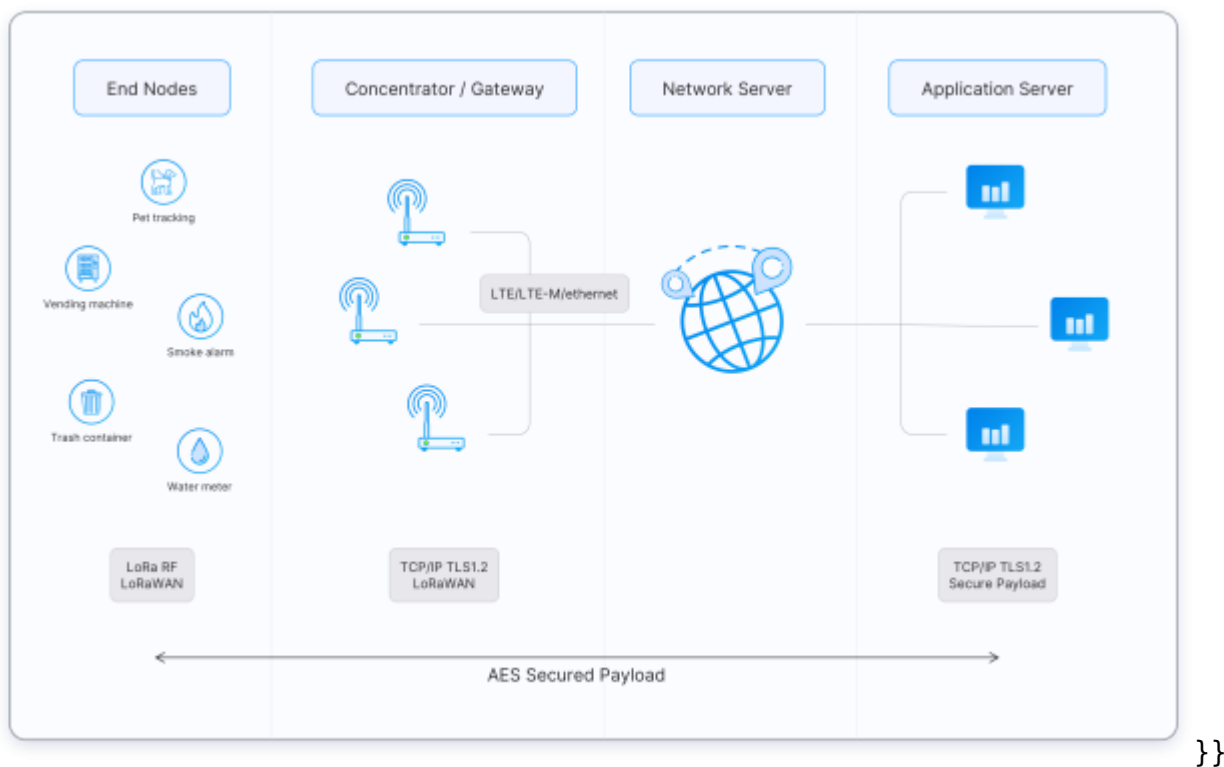 End Nodes
Concentrator / Gateway
Network Server
Application Server
Pet tracking
Vending machine
Smoke alarm
Trash container
Water meter
LTE/LTE-M/ethernet
LoRa RF
LoRaWAN
TCP/IP TLS1.2
LoRaWAN
TCP/IP TLS1.2
Secure Payload
AES Secured Payload
}}